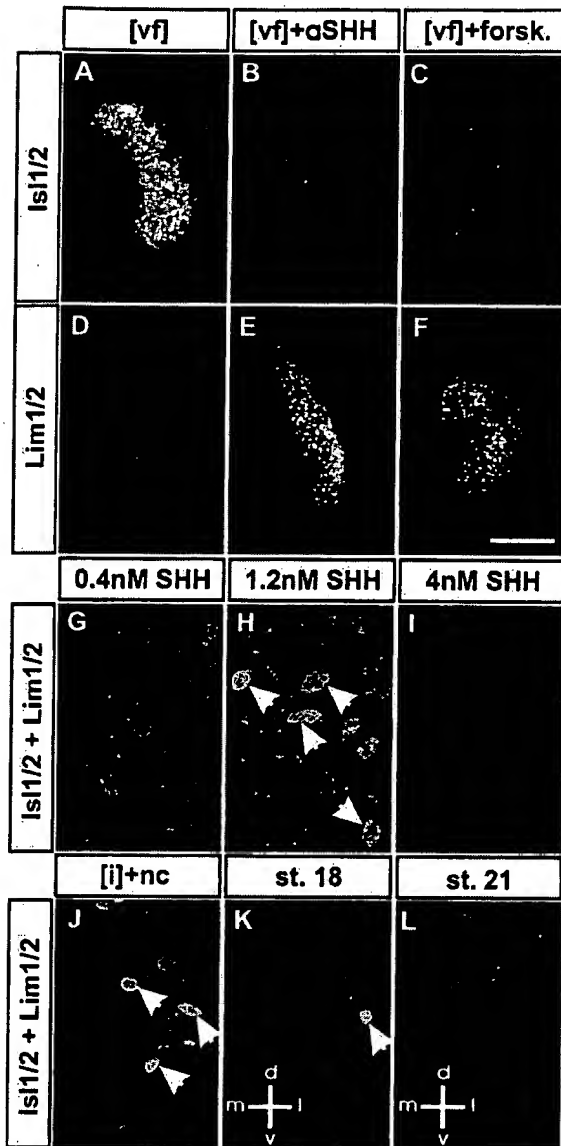 [vf] [vf]+αSHH [vf]+forsk.
Isl1/2
A B C
Lim1/2
D E F
0.4nM SHH 1.2nM SHH 4nM SHH
Isl1/2 + Lim1/2
G H I
[i]+nc st. 18 st. 21
Isl1/2 + Lim1/2
J K L
d d
m l m l
v v